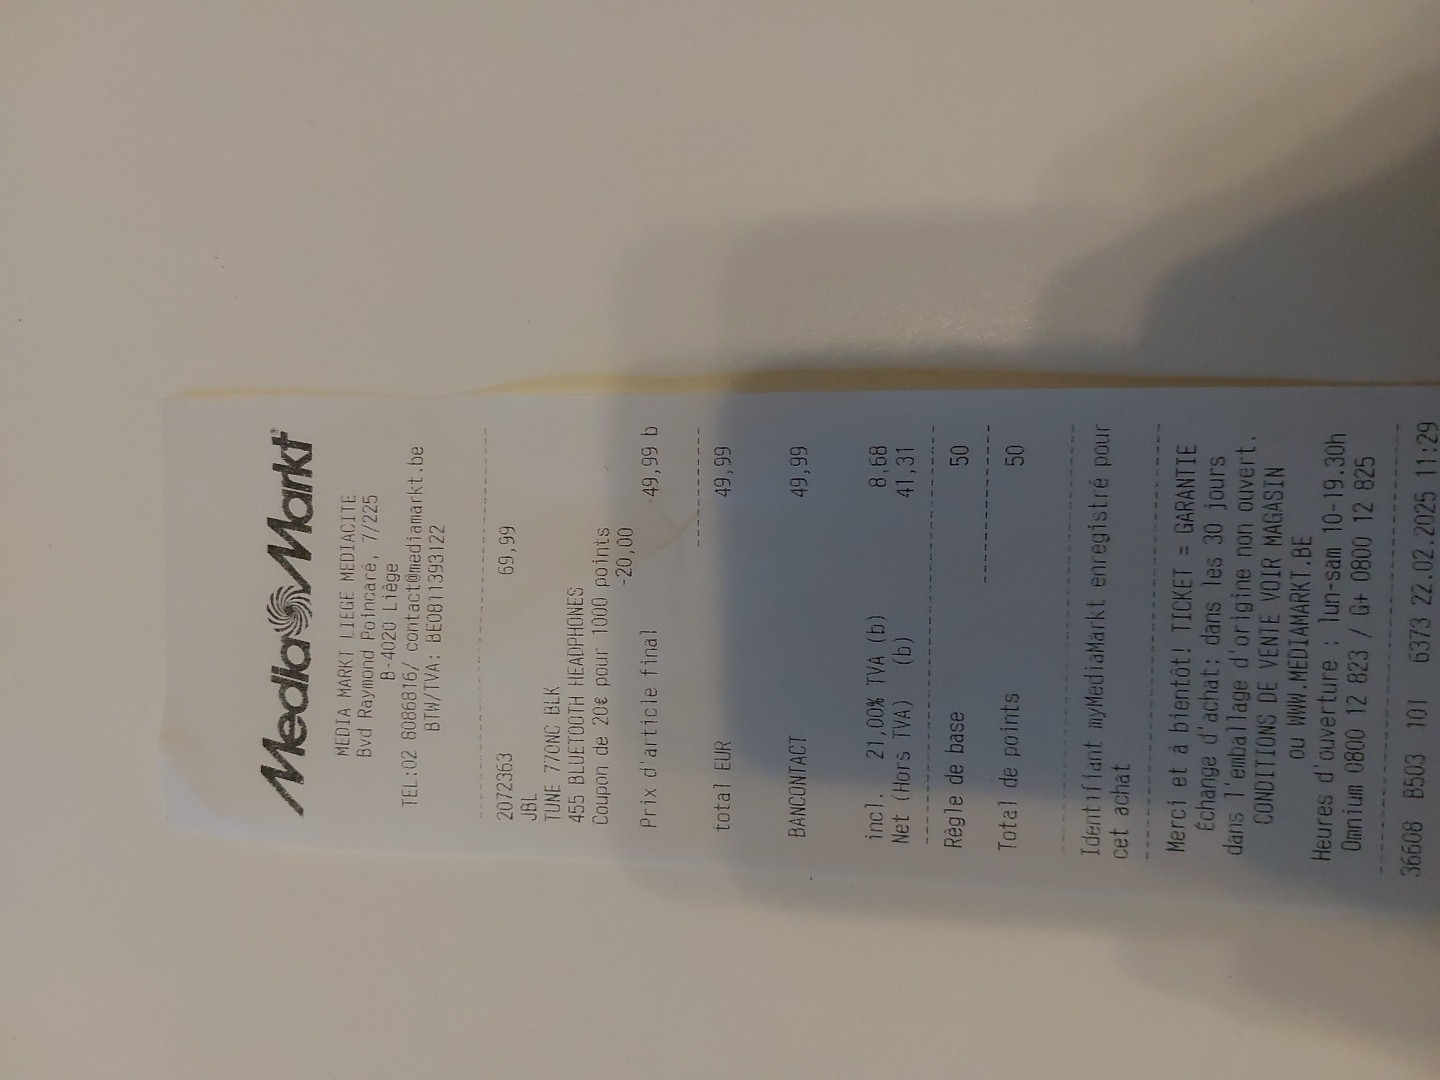 MediaMarkt
MEDIA MARKT LIEGE MEDIACITE
Bvd Raymond Poincaré, 7/225
B-4020 Liège
TEL:02 8086816/ contact@mediamarkt.be
BTW/TVA: BE0811393122
2072363 69,99
JBL
TUNE 770NC BLK
455 BLUETOOTH HEADPHONES
Coupon de 20€ pour 1000 points
-20,00
Prix d'article final 49,99 b
total EUR 49,99
BANCONTACT 49,99
incl. 21,00% TVA (b) 8,68
Net (Hors TVA) (b) 41,31
Règle de base 50
Total de points 50
Identifiant myMediaMarkt enregistré pour
cet achat
Merci et à bientôt! TICKET = GARANTIE
Échange d'achat: dans les 30 jours
dans l'emballage d'origine non ouvert.
CONDITIONS DE VENTE VOIR MAGASIN
ou WWW.MEDIAMARKT.BE
Heures d'ouverture : lun-sam 10-19.30h
Omnium 0800 12 823 / G+ 0800 12 825
36608 B503 101 6373 22.02.2025 11:29